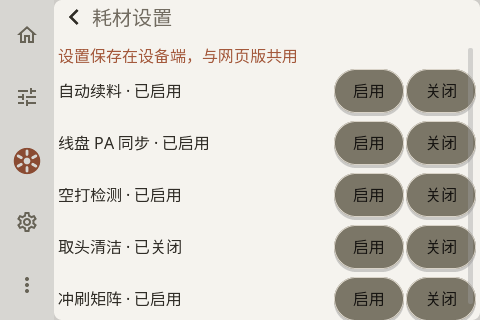 耗材设置
设置保存在设备端，与网页版共用
自动续料 · 已启用 启用 关闭
线盘 PA 同步 · 已启用 启用 关闭
空打检测 · 已启用 启用 关闭
取头清洁 · 已关闭 启用 关闭
冲刷矩阵 · 已启用 启用 关闭